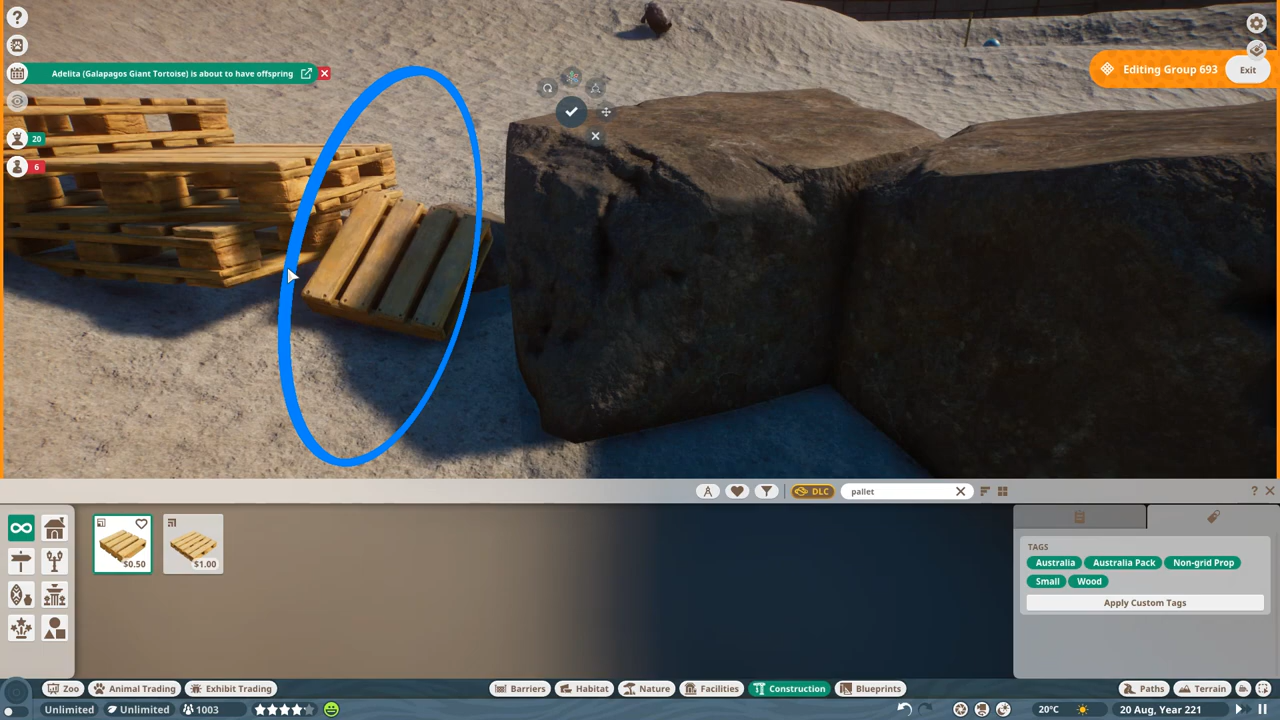 ?
Adelita (Galapagos Giant Tortoise) is about to have offspring
20
6
Editing Group 693
Exit
DLC
pallet
?
$0.50
$1.00
TAGS
Australia
Australia Pack
Non-grid Prop
Small
Wood
Apply Custom Tags
Zoo
Animal Trading
Exhibit Trading
Barriers
Habitat
Nature
Facilities
Construction
Blueprints
Paths
Terrain
Unlimited
Unlimited
1003
20°C
20 Aug, Year 221